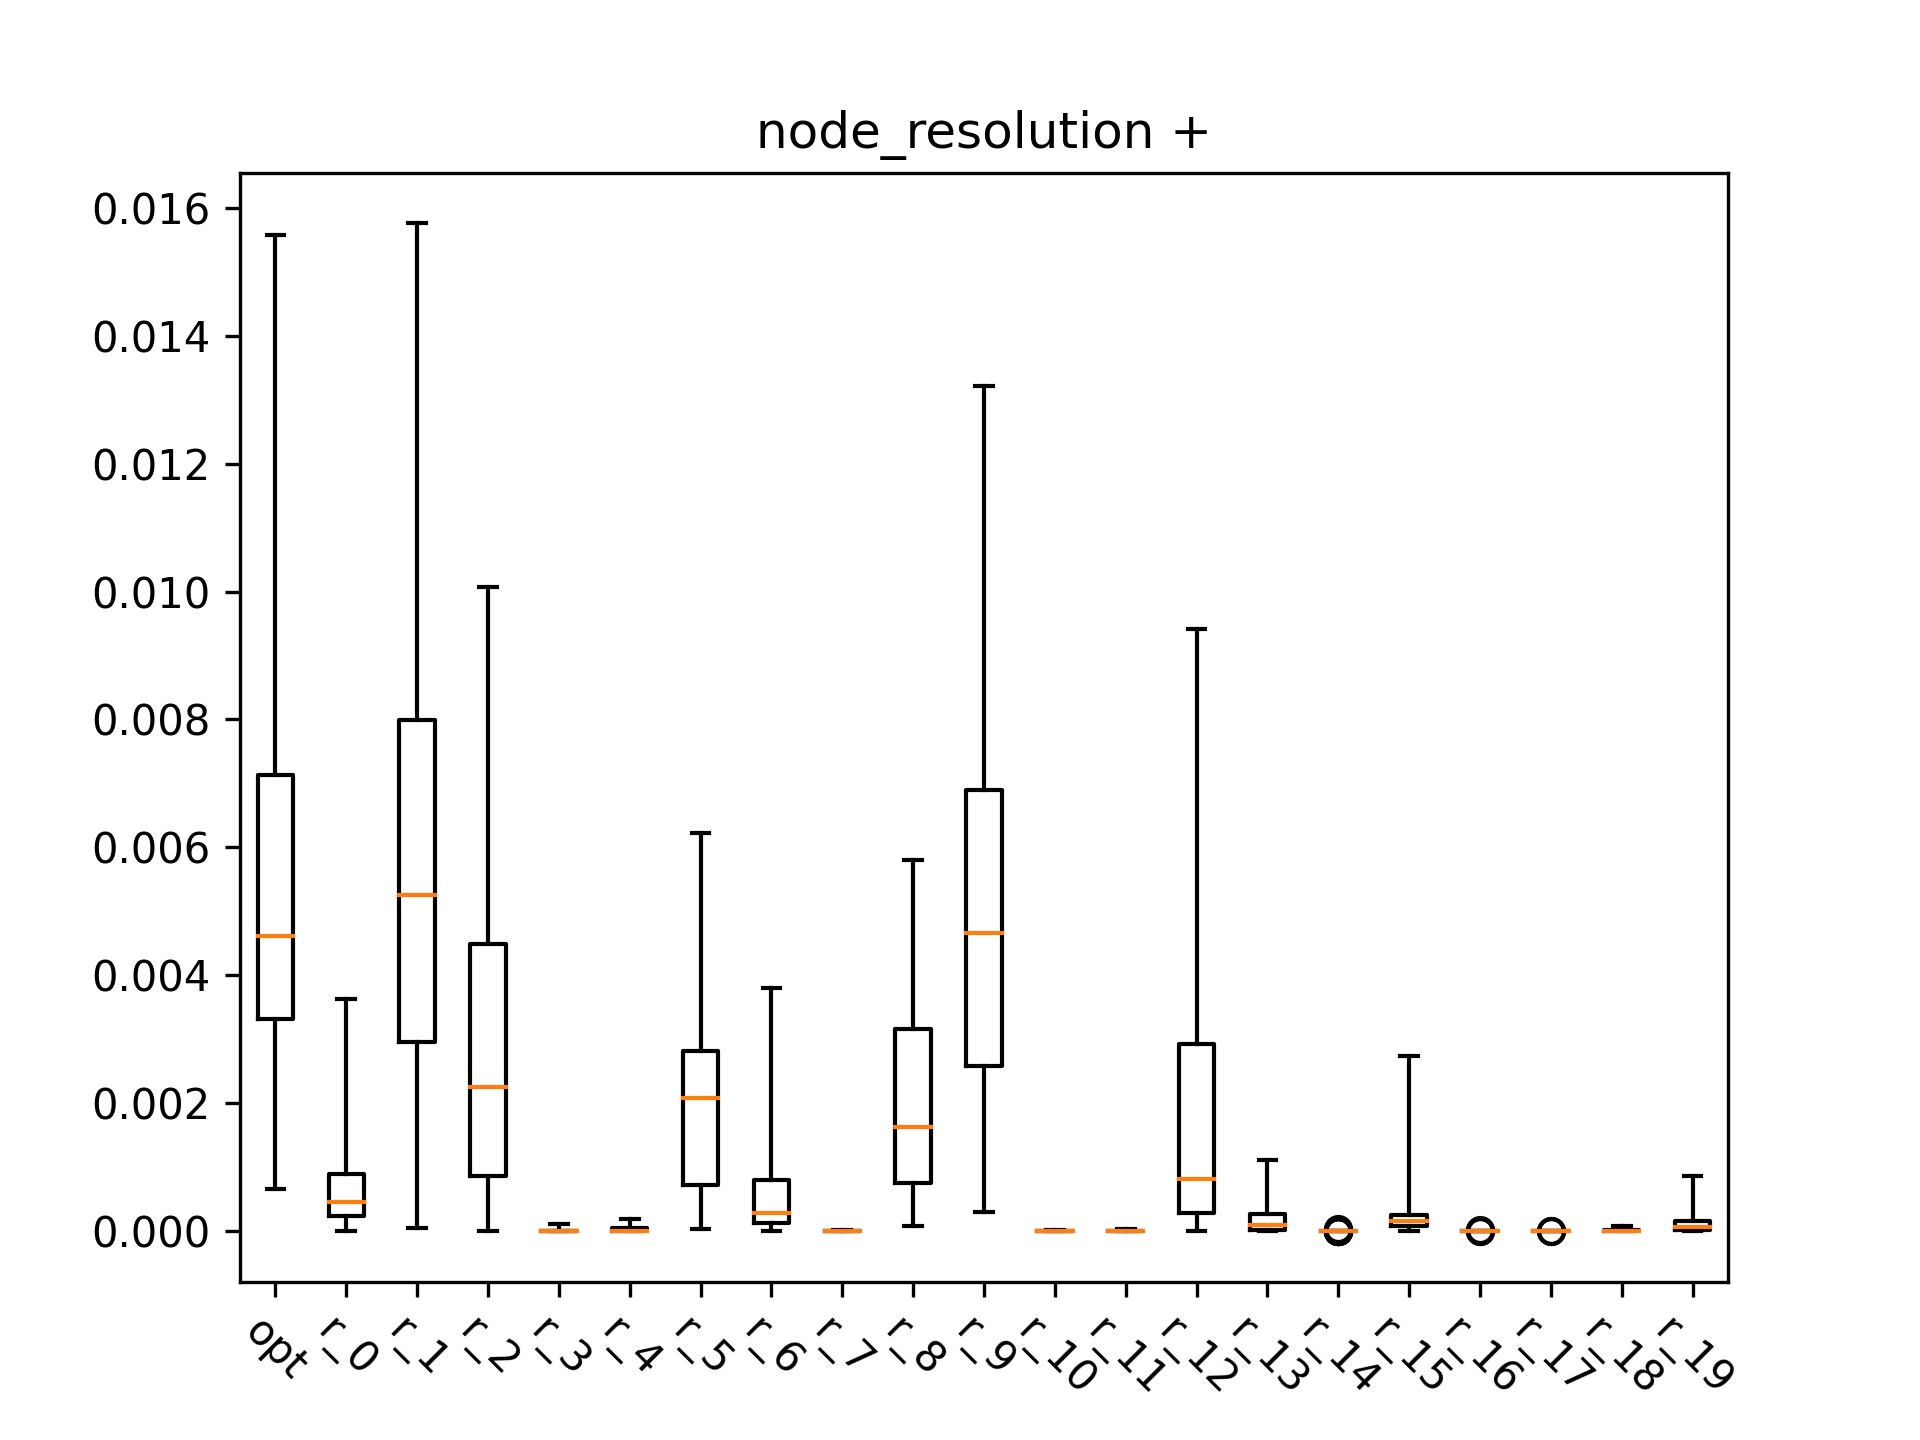 node_resolution +
0.016
0.014
0.012
0.010
0.008
0.006
0.004
0.002
0.000
opt
r_0
r_1
r_2
r_3
r_4
r_5
r_6
r_7
r_8
r_9
r_10
r_11
r_12
r_13
r_14
r_15
r_16
r_17
r_18
r_19